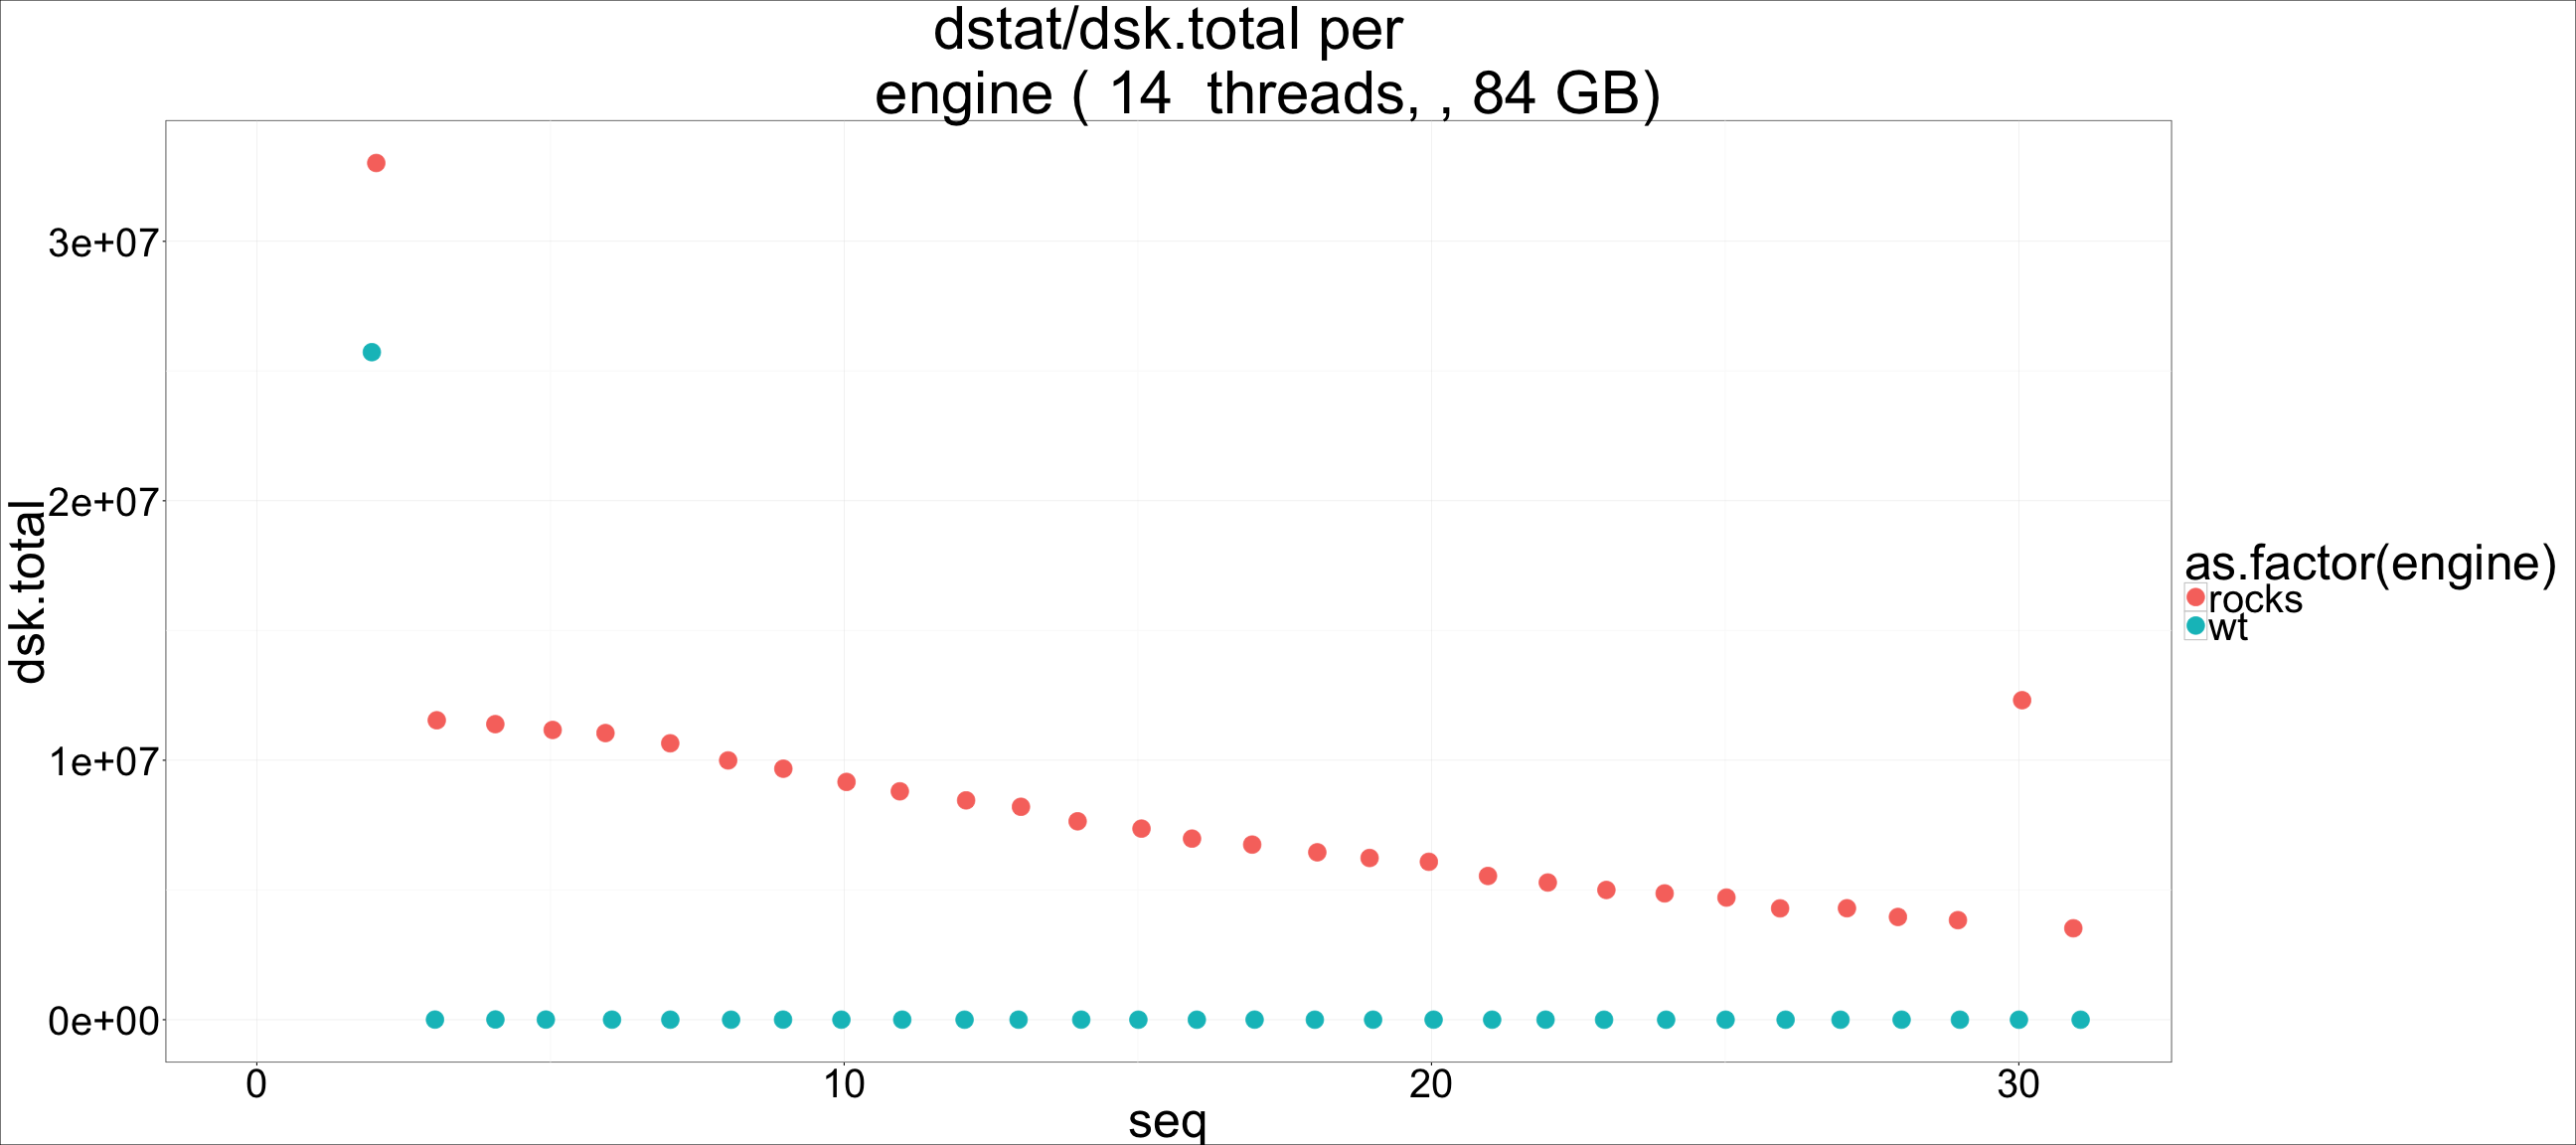 dstat/dsk.total per
engine ( 14  threads, , 84 GB)
dsk.total
3e+07
2e+07
1e+07
0e+00
0
10
20
30
seq
as.factor(engine)
rocks
wt